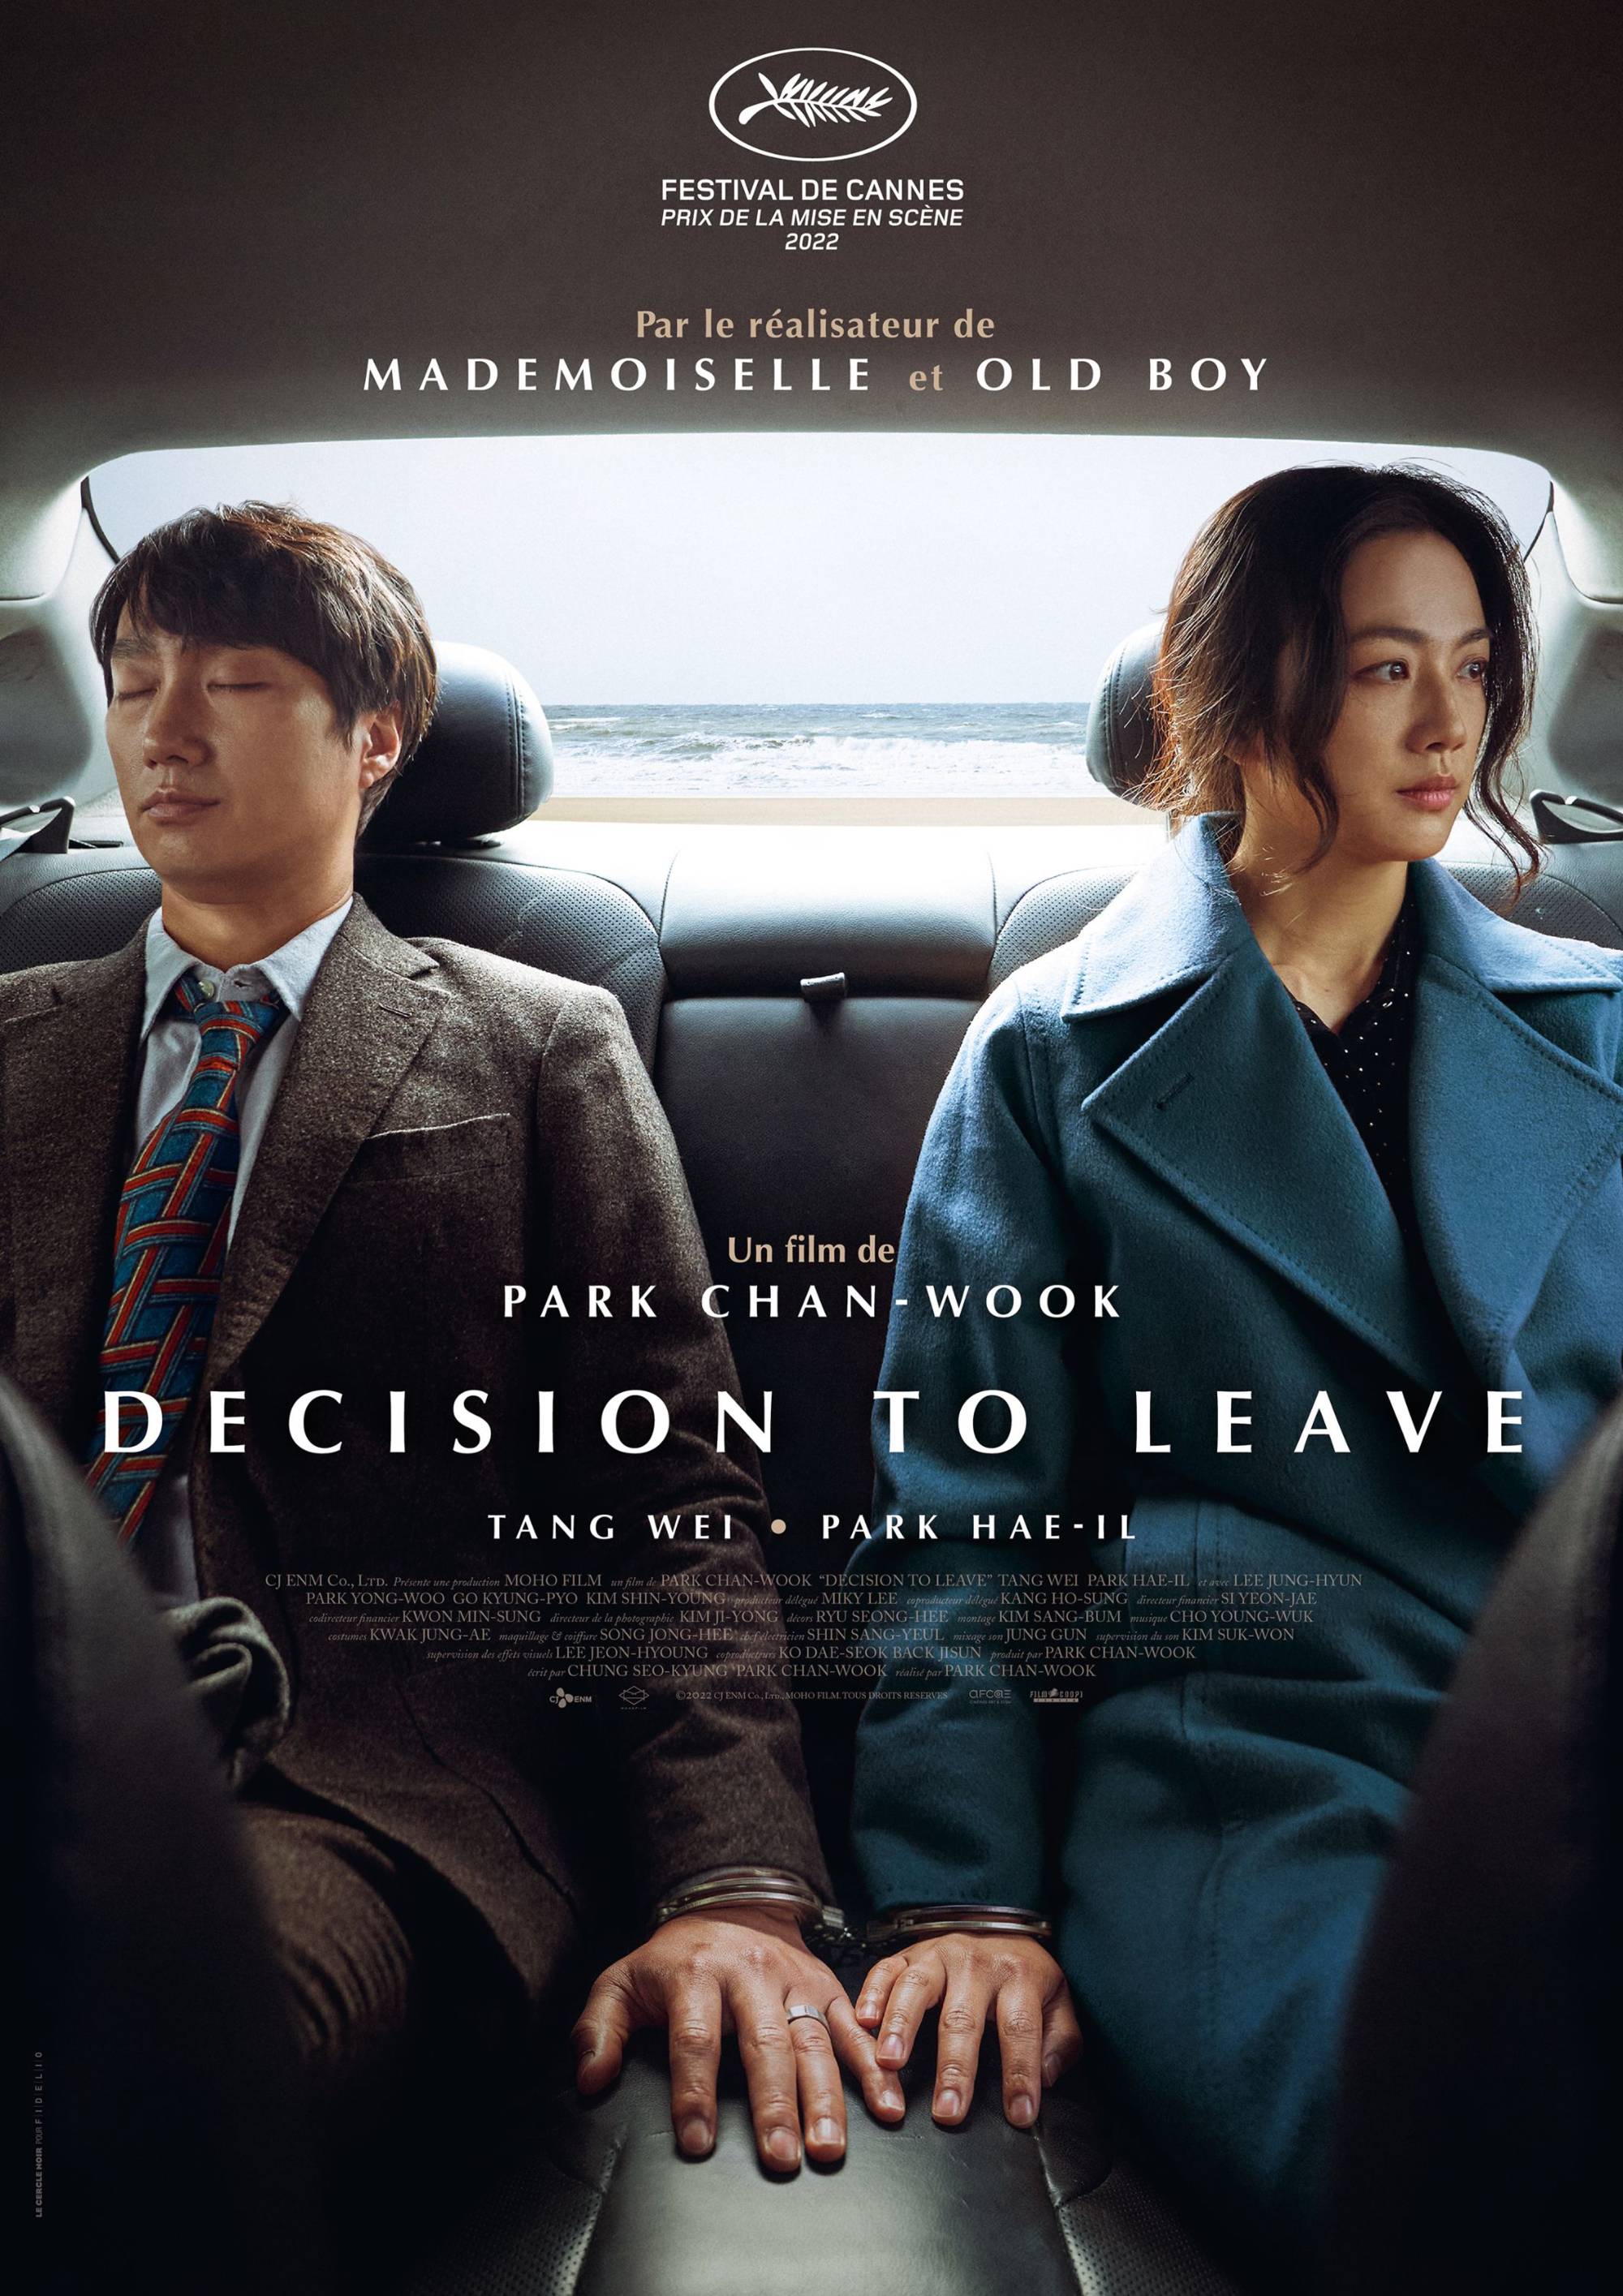 FESTIVAL DE CANNES
PRIX DE LA MISE EN SCÈNE
2022
Par le réalisateur de
MADEMOISELLE et OLD BOY
Un film de
PARK CHAN-WOOK
DECISION TO LEAVE
TANG WEI • PARK HAE-IL
CJ ENM Co., LTD. Présente une production MOHO FILM un film de PARK CHAN-WOOK “DECISION TO LEAVE” TANG WEI PARK HAE-IL et avec LEE JUNG-HYUN
PARK YONG-WOO GO KYUNG-PYO KIM SHIN-YOUNG producteur délégué MIKY LEE coproducteur délégué KANG HO-SUNG directeur financier SI YEON-JAE
codirecteur financier KWON MIN-SUNG directeur de la photographie KIM JI-YONG décors RYU SEONG-HEE montage KIM SANG-BUM musique CHO YOUNG-WUK
costumes KWAK JUNG-AE maquillage & coiffure SONG JONG-HEE chef électricien SHIN SANG-YEUL mixage son JUNG GUN supervision du son KIM SUK-WON
supervision des effets visuels LEE JEON-HYOUNG coproducteurs KO DAE-SEOK BACK JISUN produit par PARK CHAN-WOOK
écrit par CHUNG SEO-KYUNG PARK CHAN-WOOK réalisé par PARK CHAN-WOOK
CJ ENM ©2022 CJ ENM Co., Ltd., MOHO FILM. TOUS DROITS RESERVES afcae
LE CERCLE NOIR POUR FIDELIO